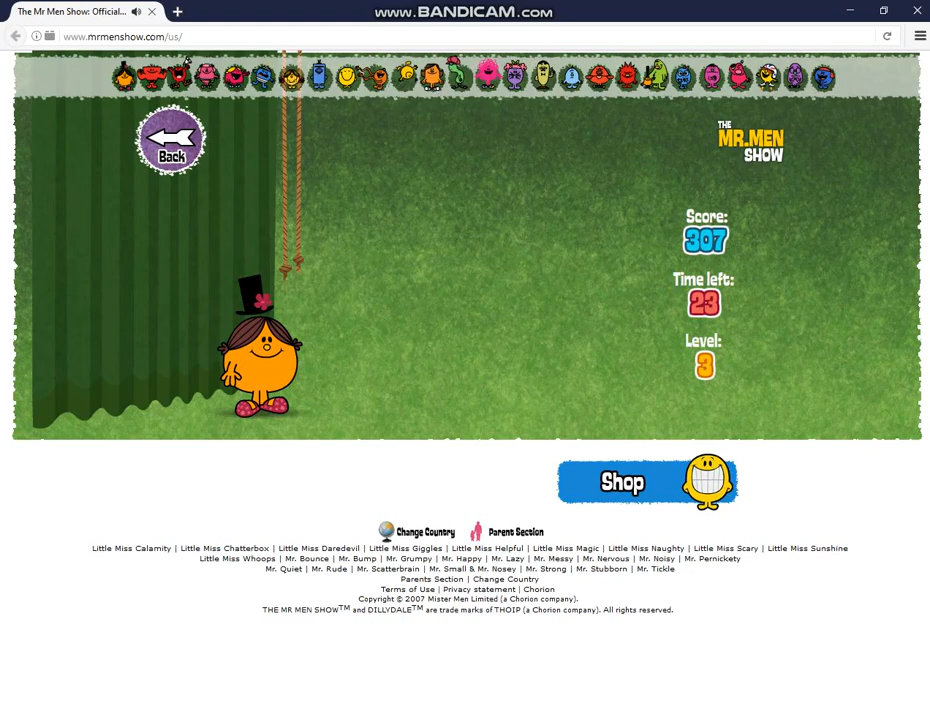 The Mr Men Show: Official...
www.BANDICAM.com
www.mrmenshow.com/us/
Back
THE
MR.MEN
SHOW
Score:
307
Time left:
23
Level:
3
Shop
Change Country
Parent Section
Little Miss Calamity | Little Miss Chatterbox | Little Miss Daredevil | Little Miss Giggles | Little Miss Helpful | Little Miss Magic | Little Miss Naughty | Little Miss Scary | Little Miss Sunshine
Little Miss Whoops | Mr. Bounce | Mr. Bump | Mr. Grumpy | Mr. Happy | Mr. Lazy | Mr. Messy | Mr. Nervous | Mr. Noisy | Mr. Pernickety
Mr. Quiet | Mr. Rude | Mr. Scatterbrain | Mr. Small & Mr. Nosey | Mr. Strong | Mr. Stubborn | Mr. Tickle
Parents Section | Change Country
Terms of Use | Privacy statement | Chorion
Copyright © 2007 Mister Men Limited (a Chorion company).
THE MR MEN SHOW™ and DILLYDALE™ are trade marks of THOIP (a Chorion company). All rights reserved.